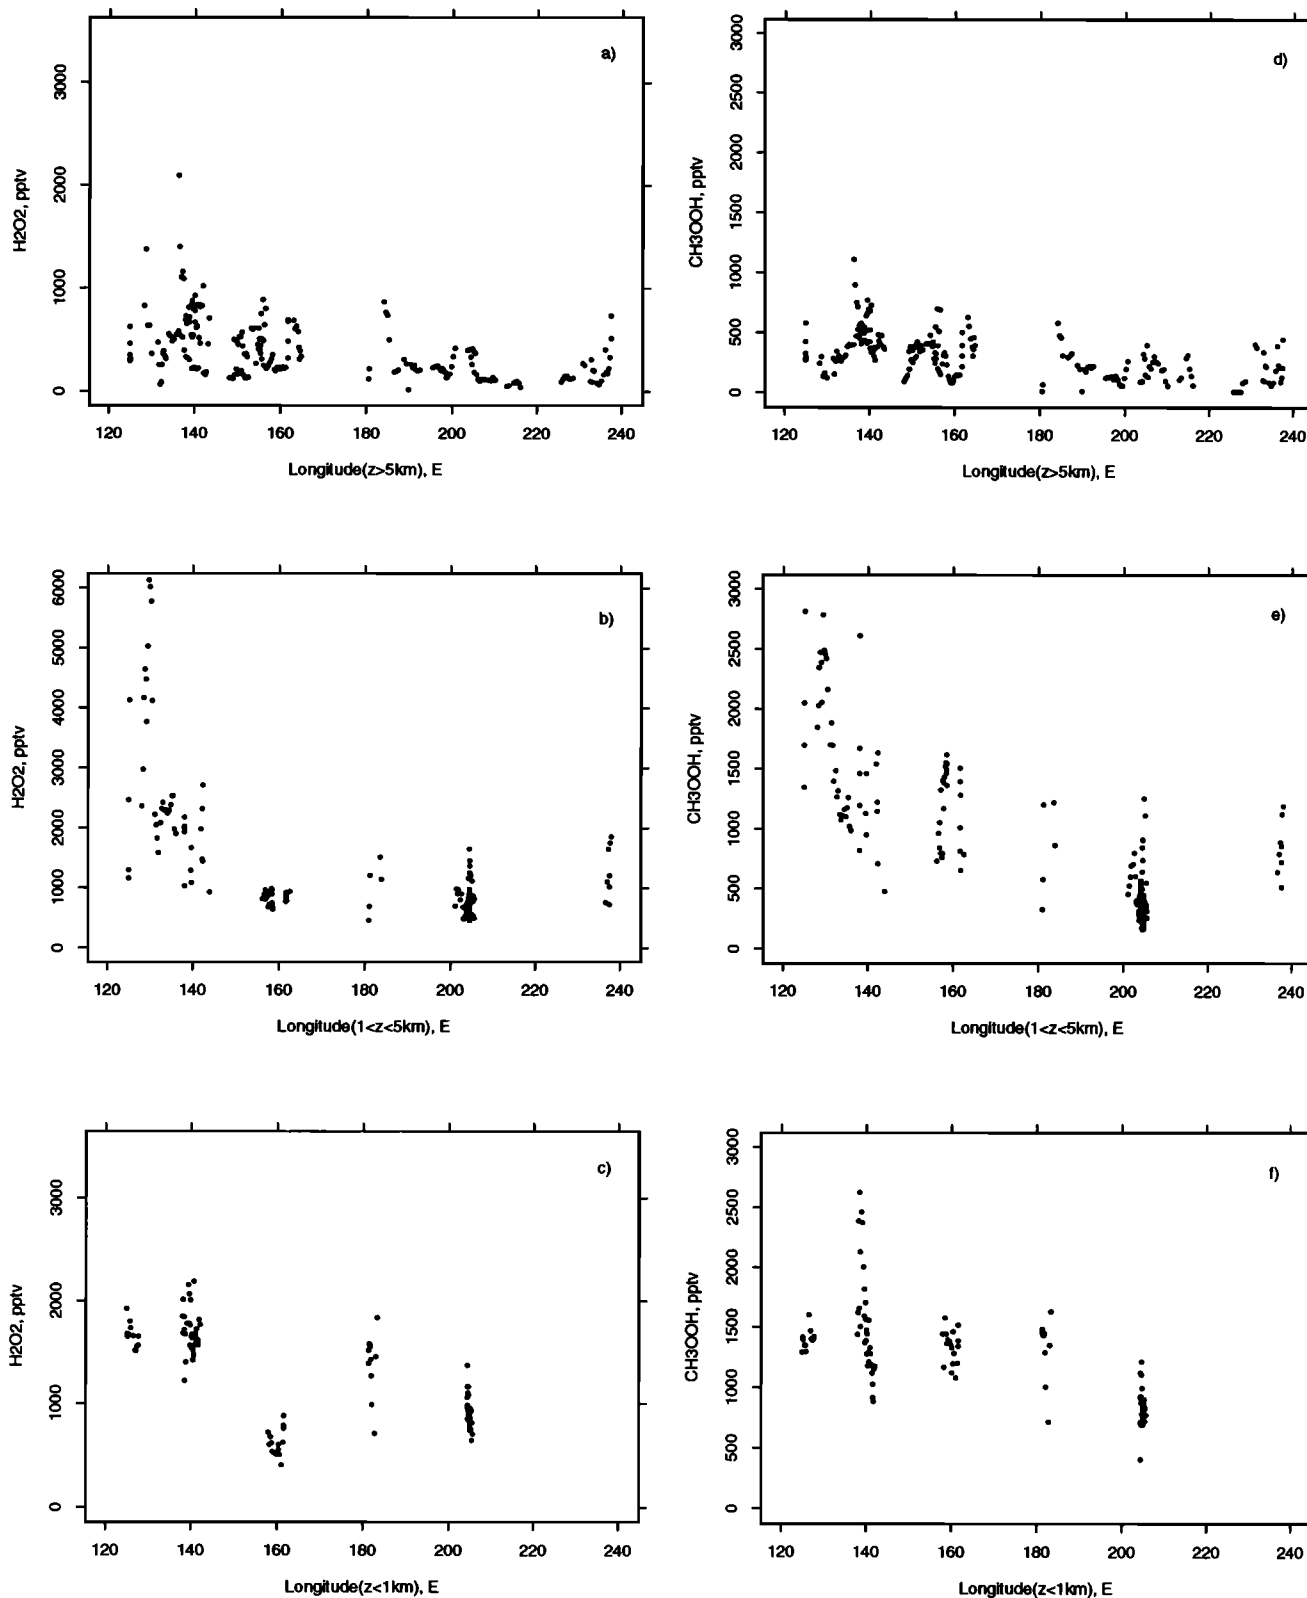 a)
3000
2000
1000
0
H2O2, pptv
120 140 160 180 200 220 240
Longitude(z>5km), E
d)
3000
2500
2000
1500
1000
500
0
CH3OOH, pptv
120 140 160 180 200 220 240
Longitude(z>5km), E
b)
6000
5000
4000
3000
2000
1000
0
H2O2, pptv
120 140 160 180 200 220 240
Longitude(1<z<5km), E
e)
3000
2500
2000
1500
1000
500
0
CH3OOH, pptv
120 140 160 180 200 220 240
Longitude(1<z<5km), E
c)
3000
2000
1000
0
H2O2, pptv
120 140 160 180 200 220 240
Longitude(z<1km), E
f)
3000
2500
2000
1500
1000
500
0
CH3OOH, pptv
120 140 160 180 200 220 240
Longitude(z<1km), E